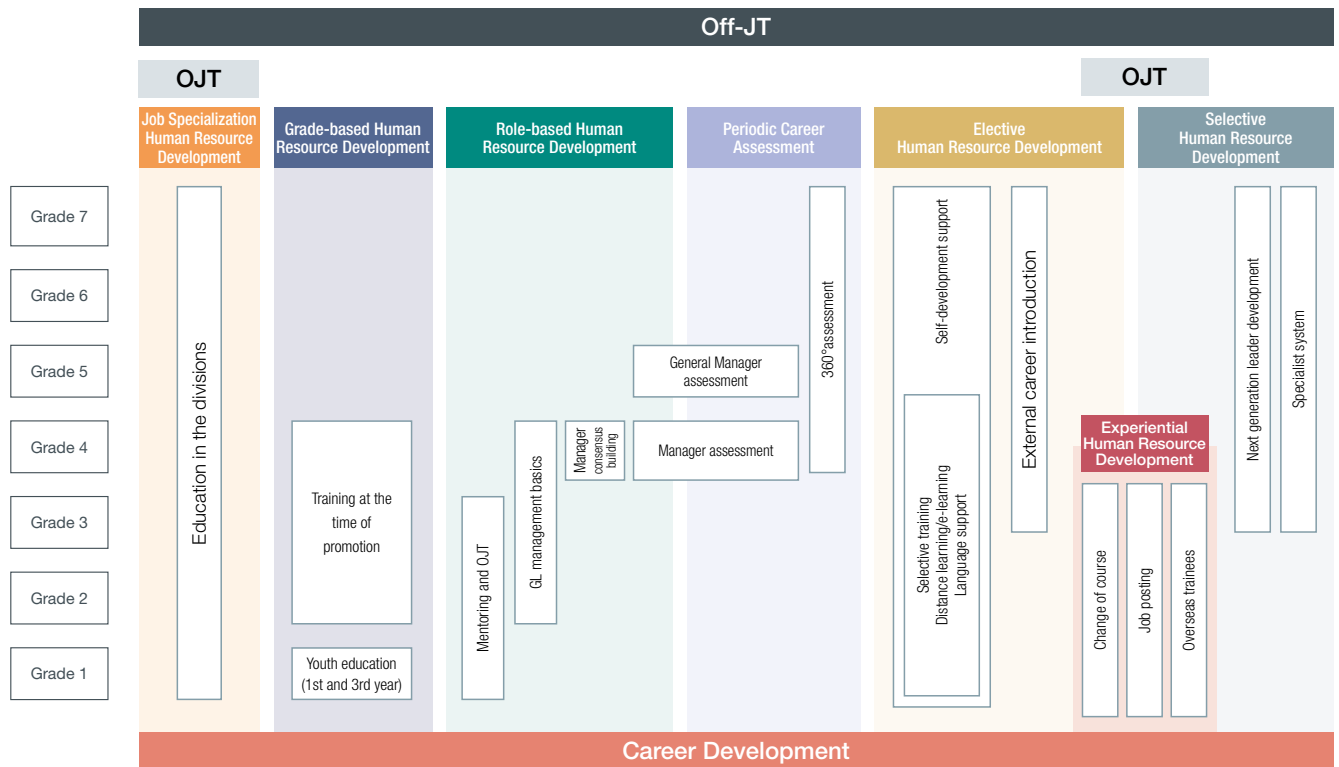 Off-JT
OJT
OJT
Job Specialization
Human Resource
Development
Grade-based Human
Resource Development
Role-based Human
Resource Development
Periodic Career
Assessment
Elective
Human Resource Development
Selective
Human Resource
Development
Grade 7
Grade 6
Grade 5
Grade 4
Grade 3
Grade 2
Grade 1
Education in the divisions
Training at the
time of
promotion
Youth education
(1st and 3rd year)
Mentoring and OJT
GL management basics
Manager
consensus
building
General Manager
assessment
Manager assessment
360°assessment
Self-development support
Selective training
Distance learning/e-learning
Language support
External career introduction
Experiential
Human Resource
Development
Change of course
Job posting
Overseas trainees
Next generation leader development
Specialist system
Career Development